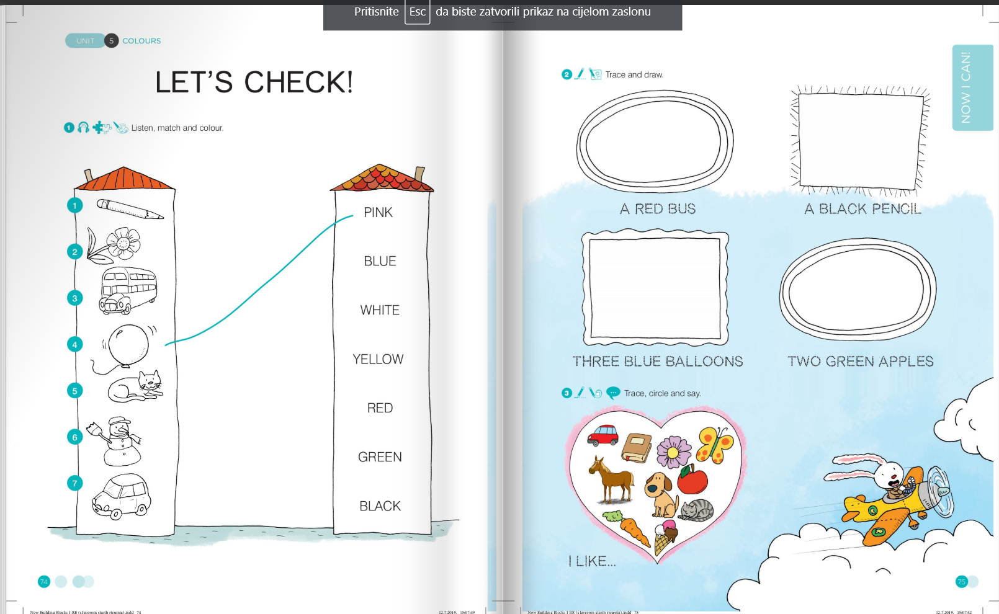 Pritisnite Esc da biste zatvorili prikaz na cijelom zaslonu
UNIT 5 COLOURS
LET'S CHECK!
1 Listen, match and colour.
1
2
3
4
5
6
7
PINK
BLUE
WHITE
YELLOW
RED
GREEN
BLACK
74
New Building Blocks 1 RB (s layerom starih rjesenja).indd 74
12.7.2019. 15:07:49
2 Trace and draw.
NOW I CAN!
A RED BUS
A BLACK PENCIL
THREE BLUE BALLOONS
TWO GREEN APPLES
3 Trace, circle and say.
I LIKE...
75
New Building Blocks 1 RB (s layerom starih rjesenja).indd 75
12.7.2019. 15:07:52